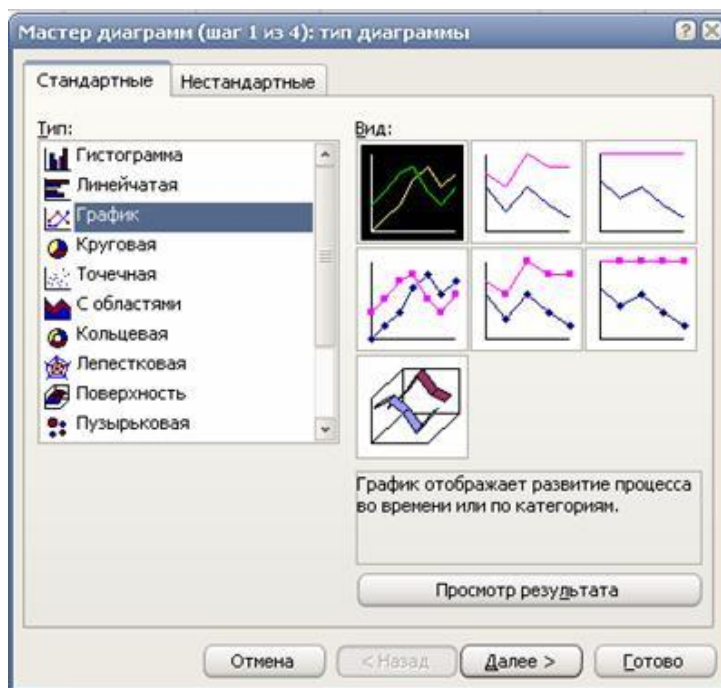 Мастер диаграмм (шаг 1 из 4): тип диаграммы
Стандартные
Нестандартные
Тип:
Гистограмма
Линейчатая
График
Круговая
Точечная
С областями
Кольцевая
Лепестковая
Поверхность
Пузырьковая
Вид:
График отображает развитие процесса
во времени или по категориям.
Просмотр результата
Отмена
< Назад
Далее >
Готово